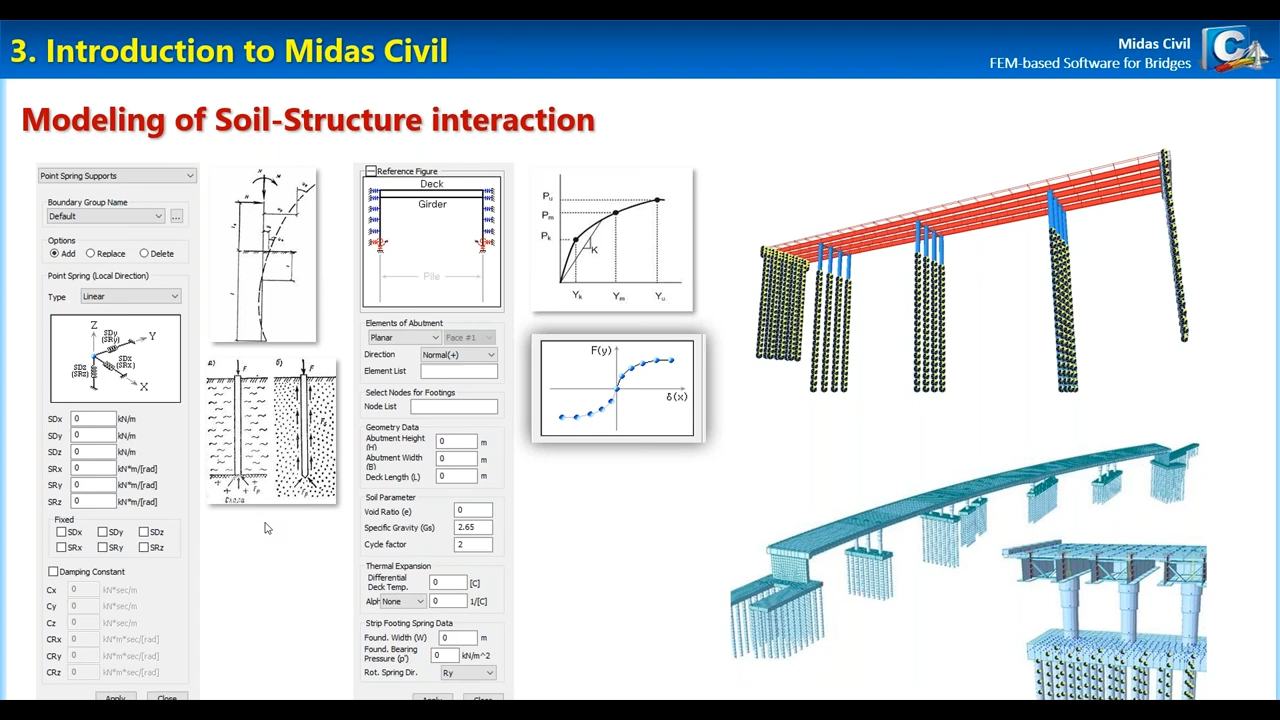 3. Introduction to Midas Civil
Midas Civil
FEM-based Software for Bridges
Modeling of Soil-Structure interaction
Point Spring Supports
Boundary Group Name
Default
...
Options
Add Replace Delete
Point Spring (Local Direction)
Type Linear
Z
SDy
(SRy)
Y
SDx
(SRx)
SDz
(SRz)
X
SDx 0 kN/m
SDy 0 kN/m
SDz 0 kN/m
SRx 0 kN*m/[rad]
SRy 0 kN*m/[rad]
SRz 0 kN*m/[rad]
Fixed
SDx SDy SDz
SRx SRy SRz
Damping Constant
Cx 0 kN*sec/m
Cy 0 kN*sec/m
Cz 0 kN*sec/m
CRx 0 kN*m*sec/[rad]
CRy 0 kN*m*sec/[rad]
CRz 0 kN*m*sec/[rad]
Apply Close
а) F б) F
Reference Figure
Deck
Girder
Pile
Elements of Abutment
Planar Face #1
Direction Normal(+)
Element List
Select Nodes for Footings
Node List
Geometry Data
Abutment Height (H) 0 m
Abutment Width (B) 0 m
Deck Length (L) 0 m
Soil Parameter
Void Ratio (e) 0
Specific Gravity (Gs) 2.65
Cycle factor 2
Thermal Expansion
Differential Deck Temp. 0 [C]
Alph None 0 1/[C]
Strip Footing Spring Data
Found. Width (W) 0 m
Found. Bearing Pressure (p') 0 kN/m^2
Rot. Spring Dir. Ry
Apply Close
Pu
Pm
Pk
K
Yk Ym Yu
F(y)
δ(x)